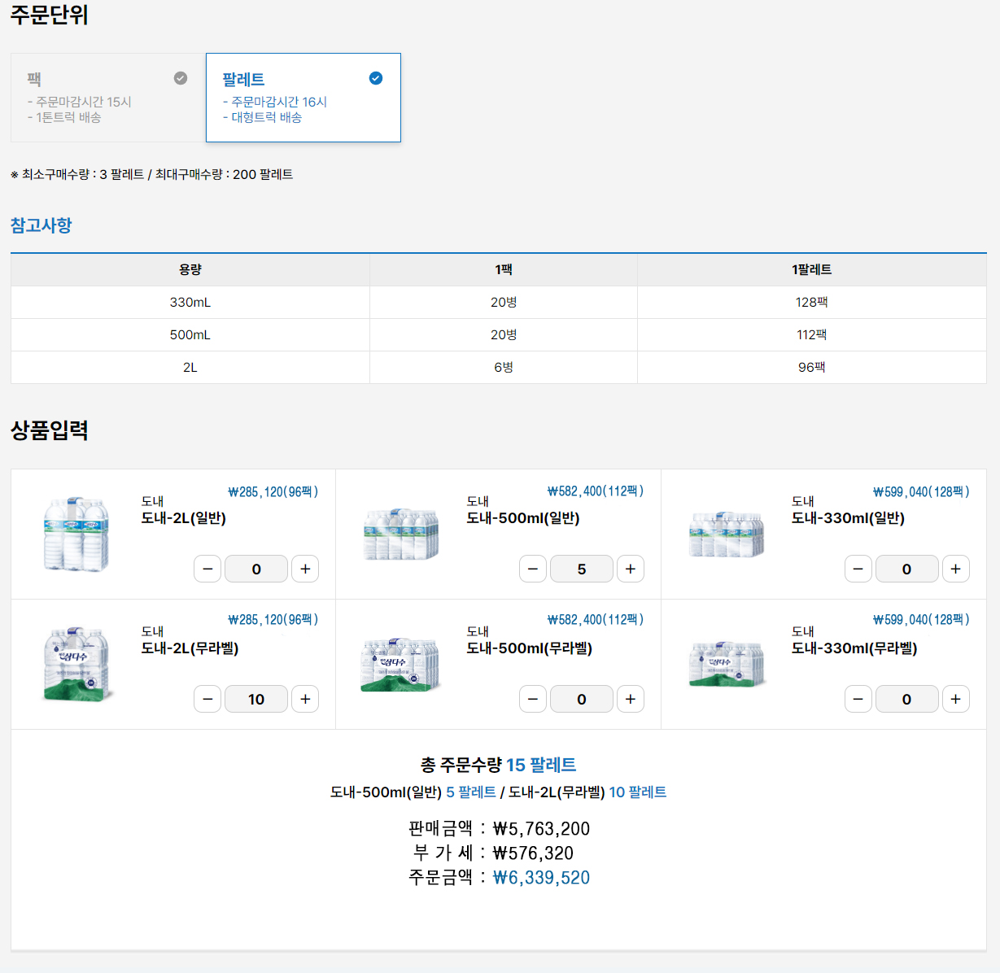 주문단위
팩
- 주문마감시간 15시
- 1톤트럭 배송
팔레트
- 주문마감시간 16시
- 대형트럭 배송
※ 최소구매수량 : 3 팔레트 / 최대구매수량 : 200 팔레트
참고사항
용량 1팩 1팔레트
330mL 20병 128팩
500mL 20병 112팩
2L 6병 96팩
상품입력
₩285,120(96팩)
도내
도내-2L(일반)
− 0 +
₩582,400(112팩)
도내
도내-500ml(일반)
− 5 +
₩599,040(128팩)
도내
도내-330ml(일반)
− 0 +
₩285,120(96팩)
도내
도내-2L(무라벨)
삼다수
− 10 +
₩582,400(112팩)
도내
도내-500ml(무라벨)
삼다수
− 0 +
₩599,040(128팩)
도내
도내-330ml(무라벨)
삼다수
− 0 +
총 주문수량 15 팔레트
도내-500ml(일반) 5 팔레트 / 도내-2L(무라벨) 10 팔레트
판매금액 : ₩5,763,200
부 가 세 : ₩576,320
주문금액 : ₩6,339,520